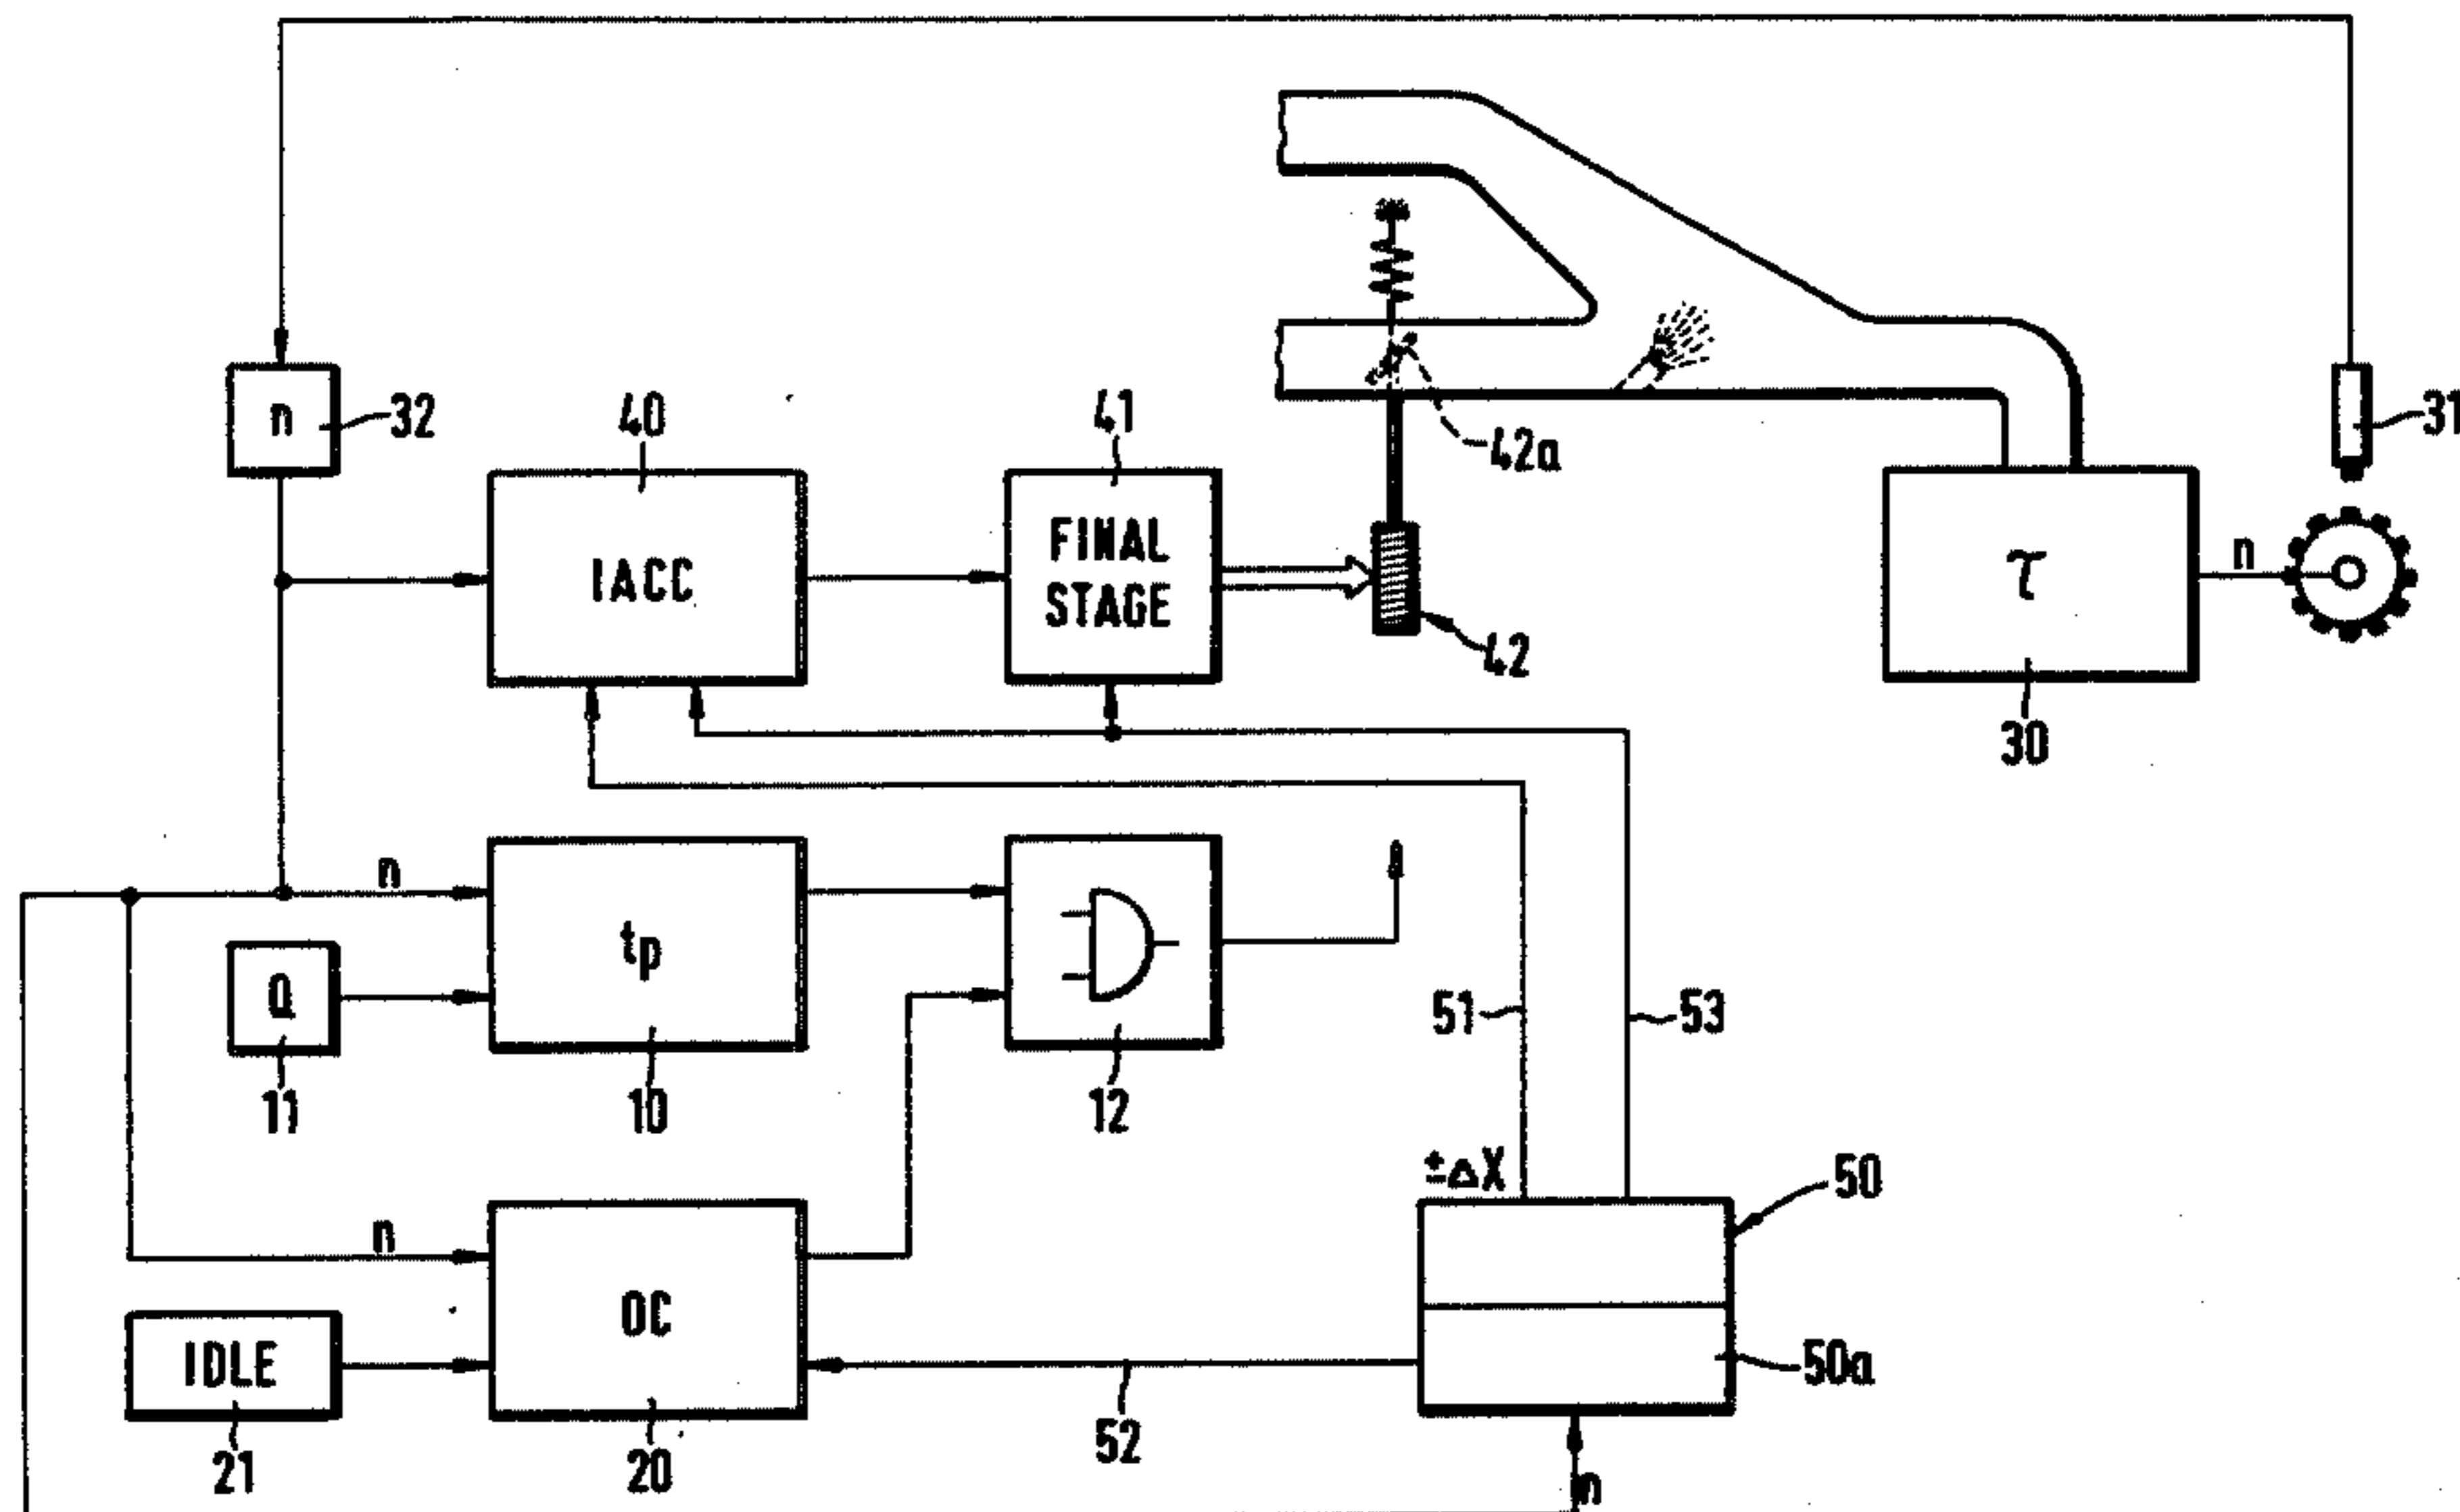 n
32
40
41
42a
31
IACC
FINAL
STAGE
τ
n
42
30
n
tp
Q
11
10
12
51
53
±ΔX
50
n
OC
IDLE
50a
21
20
52
n